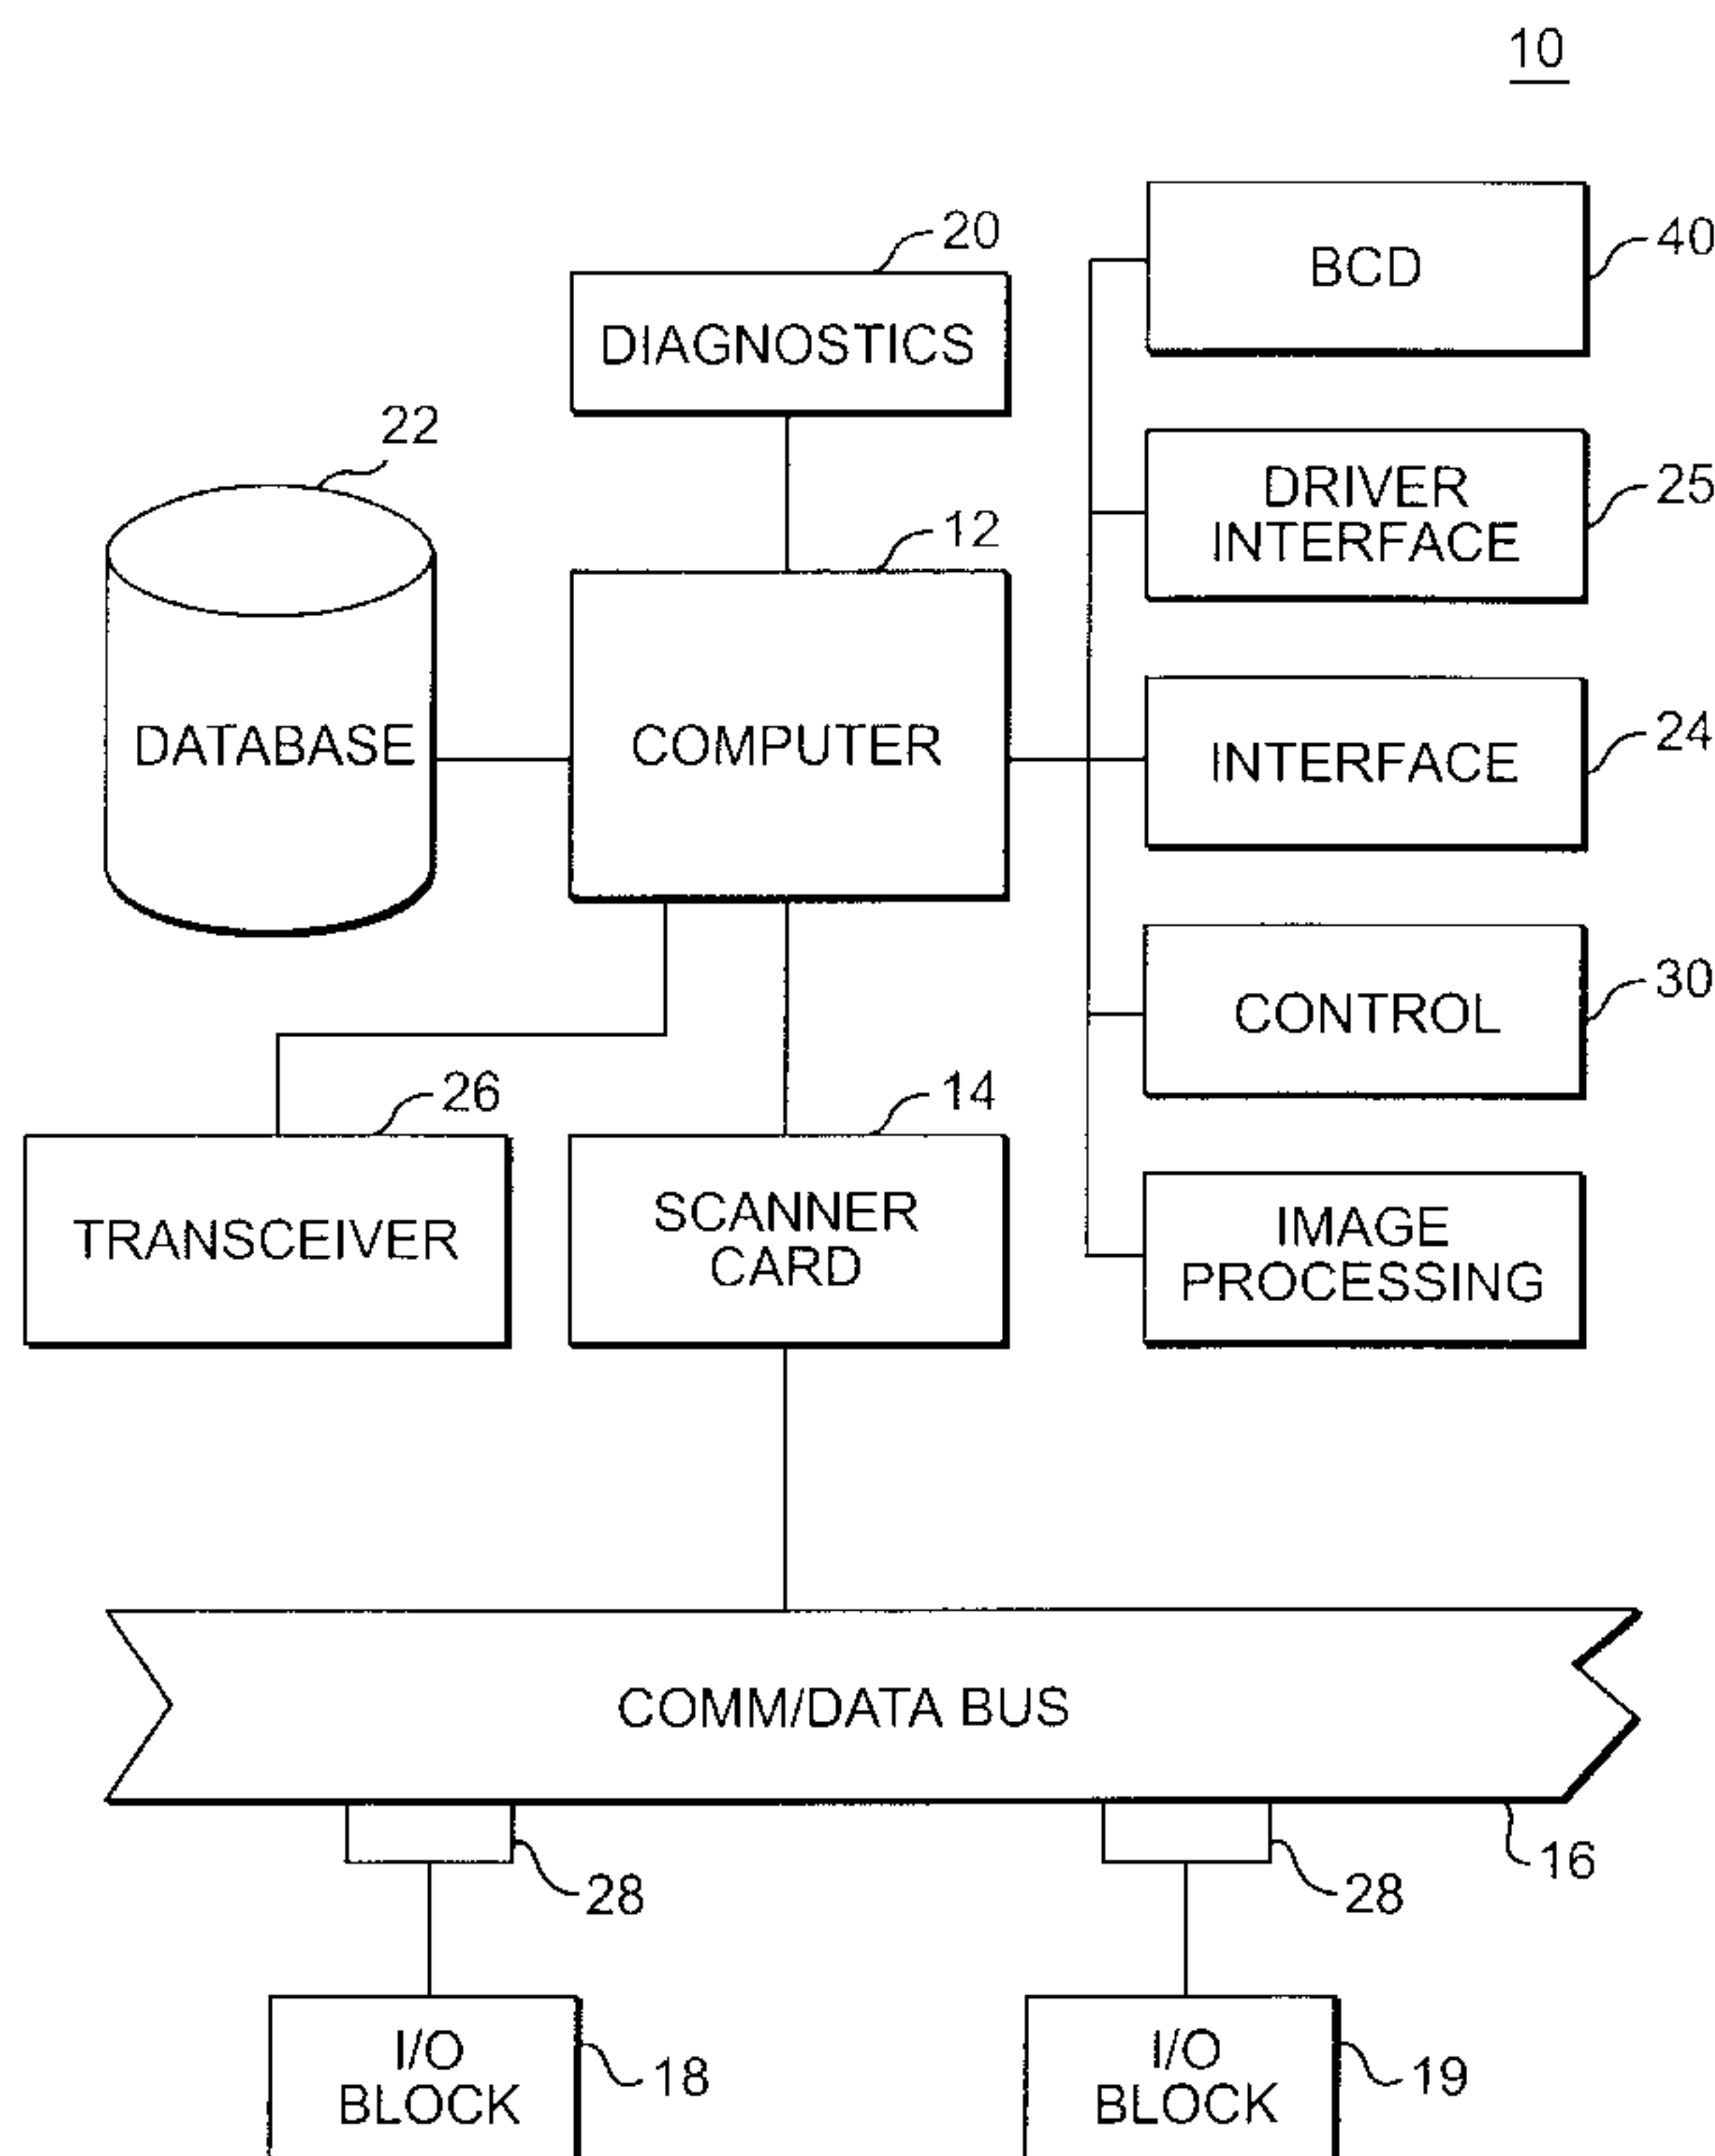 10
20
DIAGNOSTICS
BCD
40
22
DRIVER
INTERFACE
25
12
DATABASE
COMPUTER
INTERFACE
24
CONTROL
30
26
TRANSCEIVER
14
SCANNER
CARD
IMAGE
PROCESSING
COMM/DATA BUS
16
28
28
I/O
BLOCK
18
I/O
BLOCK
19